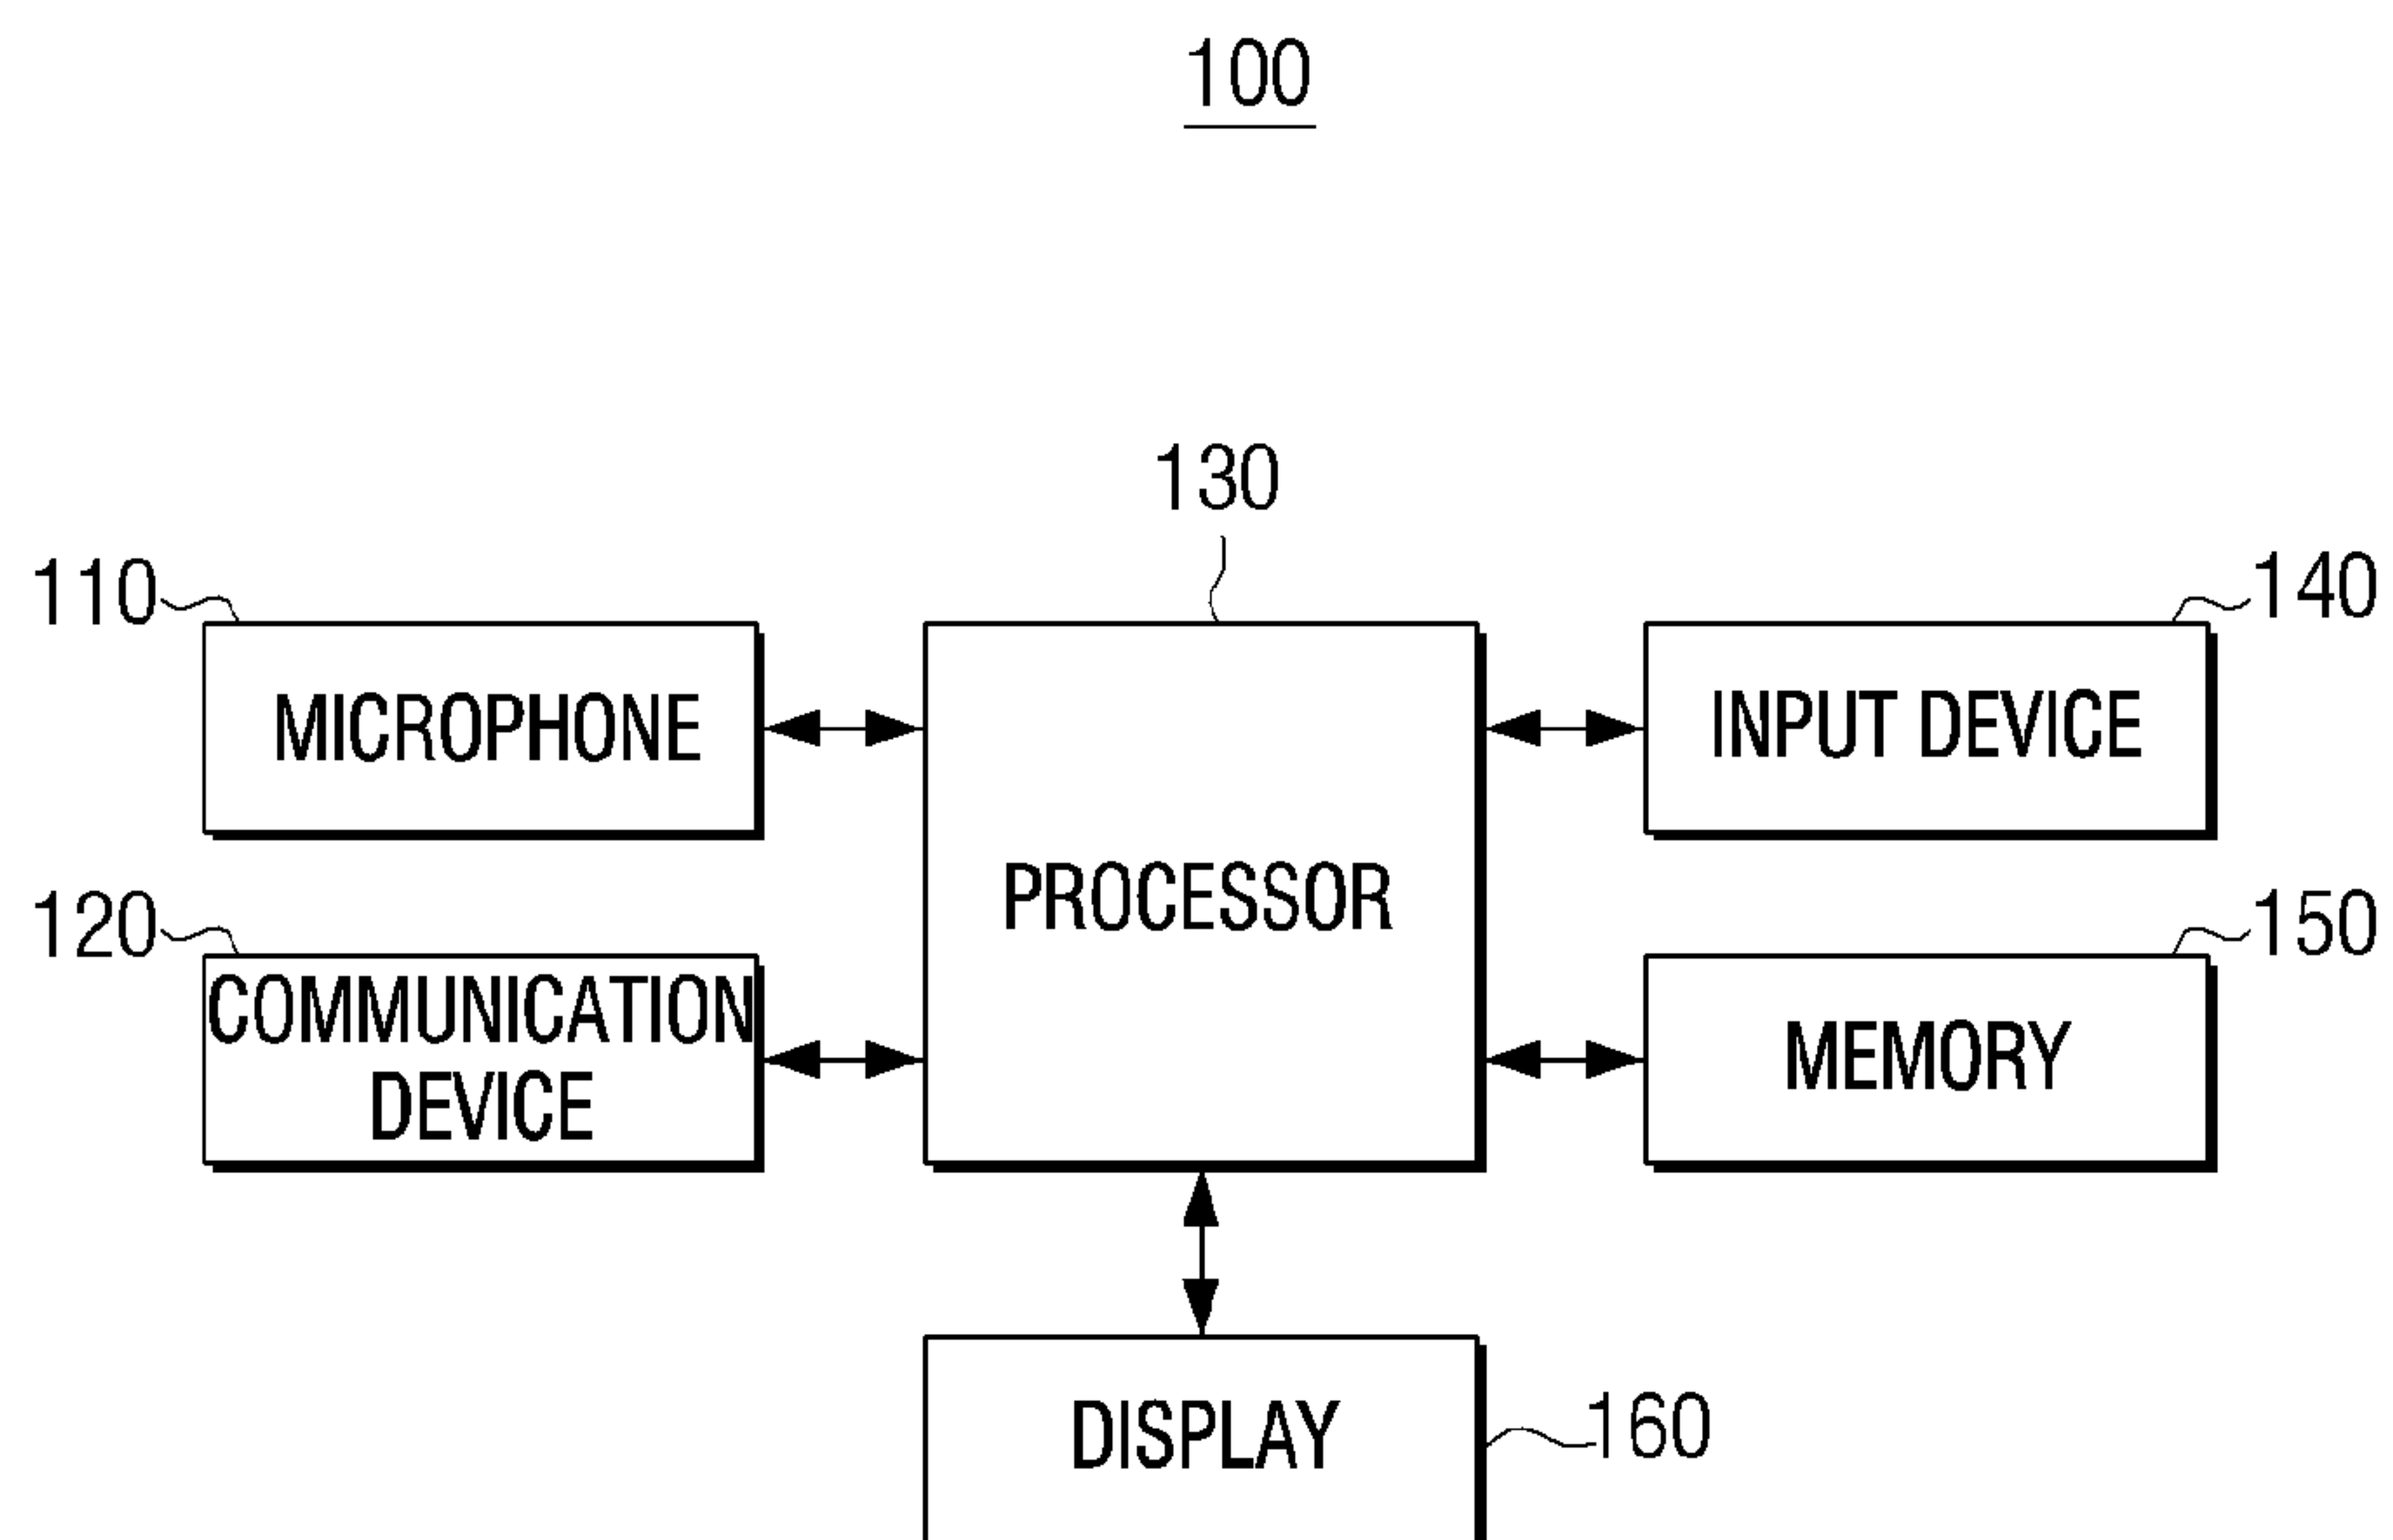 100
130
110
140
MICROPHONE
INPUT DEVICE
PROCESSOR
120
150
COMMUNICATION
DEVICE
MEMORY
DISPLAY
160